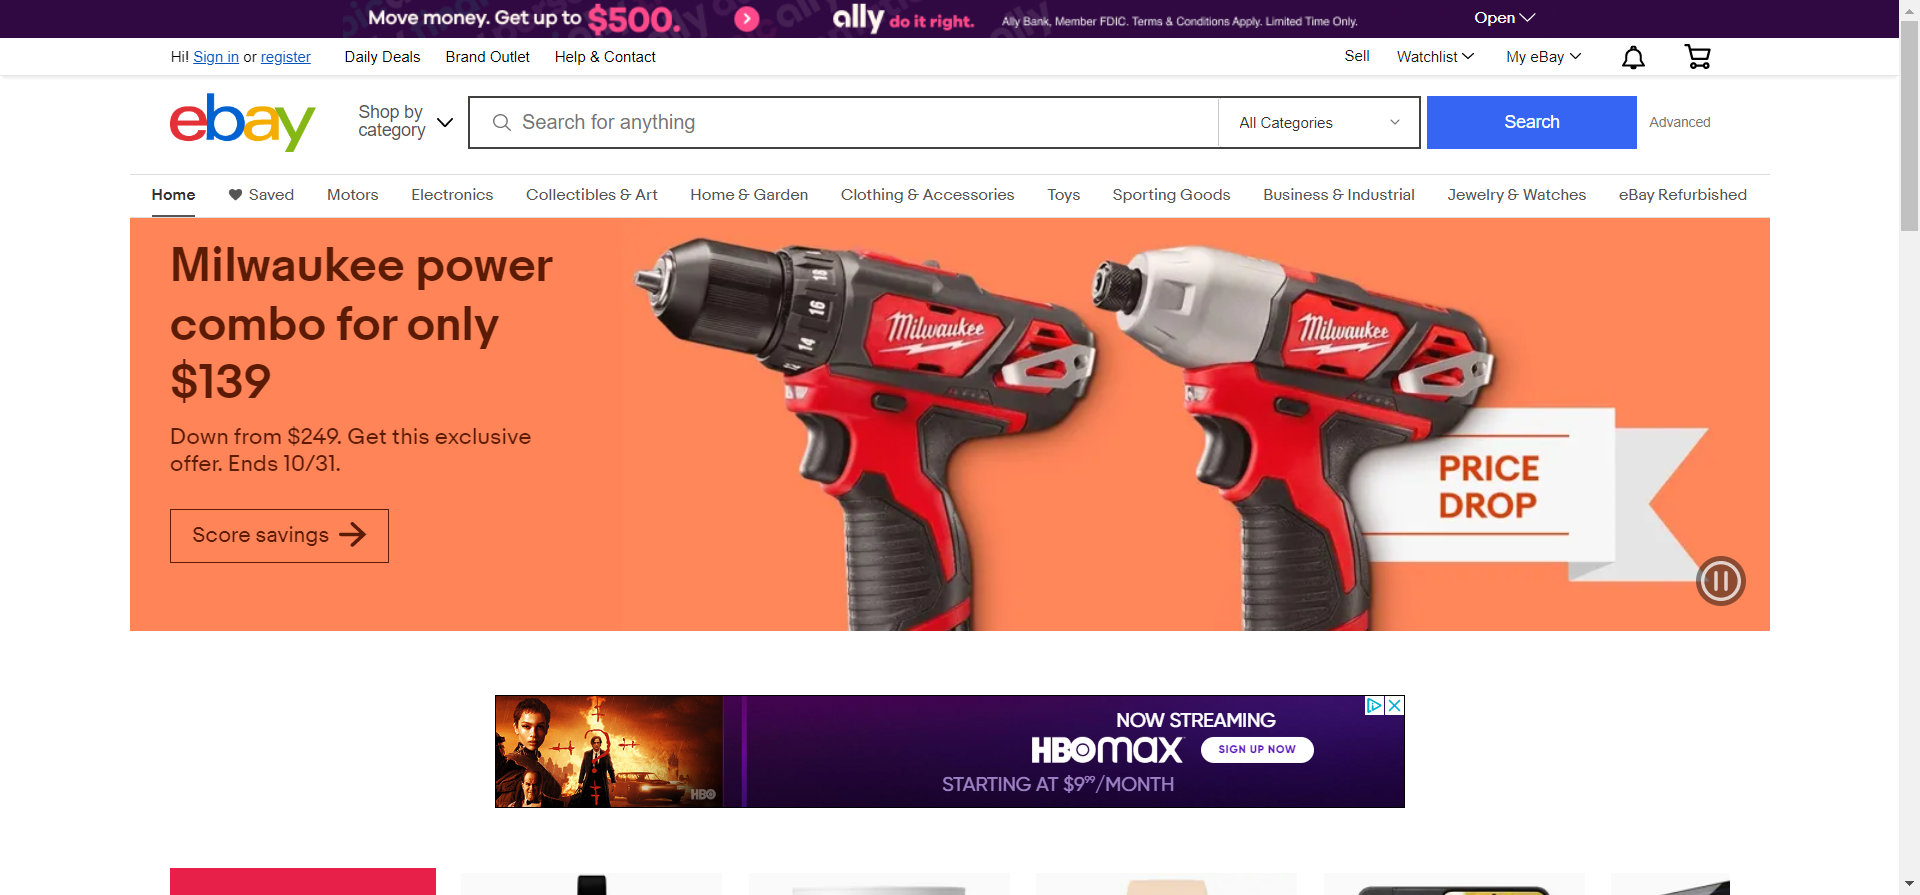 Move money. Get up to $500.
ally do it right.
Ally Bank, Member FDIC. Terms & Conditions Apply. Limited Time Only.
Open
Hi! Sign in or register
Daily Deals
Brand Outlet
Help & Contact
Sell
Watchlist
My eBay
ebay
Shop by
category
Search for anything
All Categories
Search
Advanced
Home
Saved
Motors
Electronics
Collectibles & Art
Home & Garden
Clothing & Accessories
Toys
Sporting Goods
Business & Industrial
Jewelry & Watches
eBay Refurbished
Milwaukee power
combo for only
$139
Down from $249. Get this exclusive
offer. Ends 10/31.
Score savings
18
16
14
Milwaukee
Milwaukee
PRICE
DROP
HBO
NOW STREAMING
HBOMAX
SIGN UP NOW
STARTING AT $9⁹⁹/MONTH